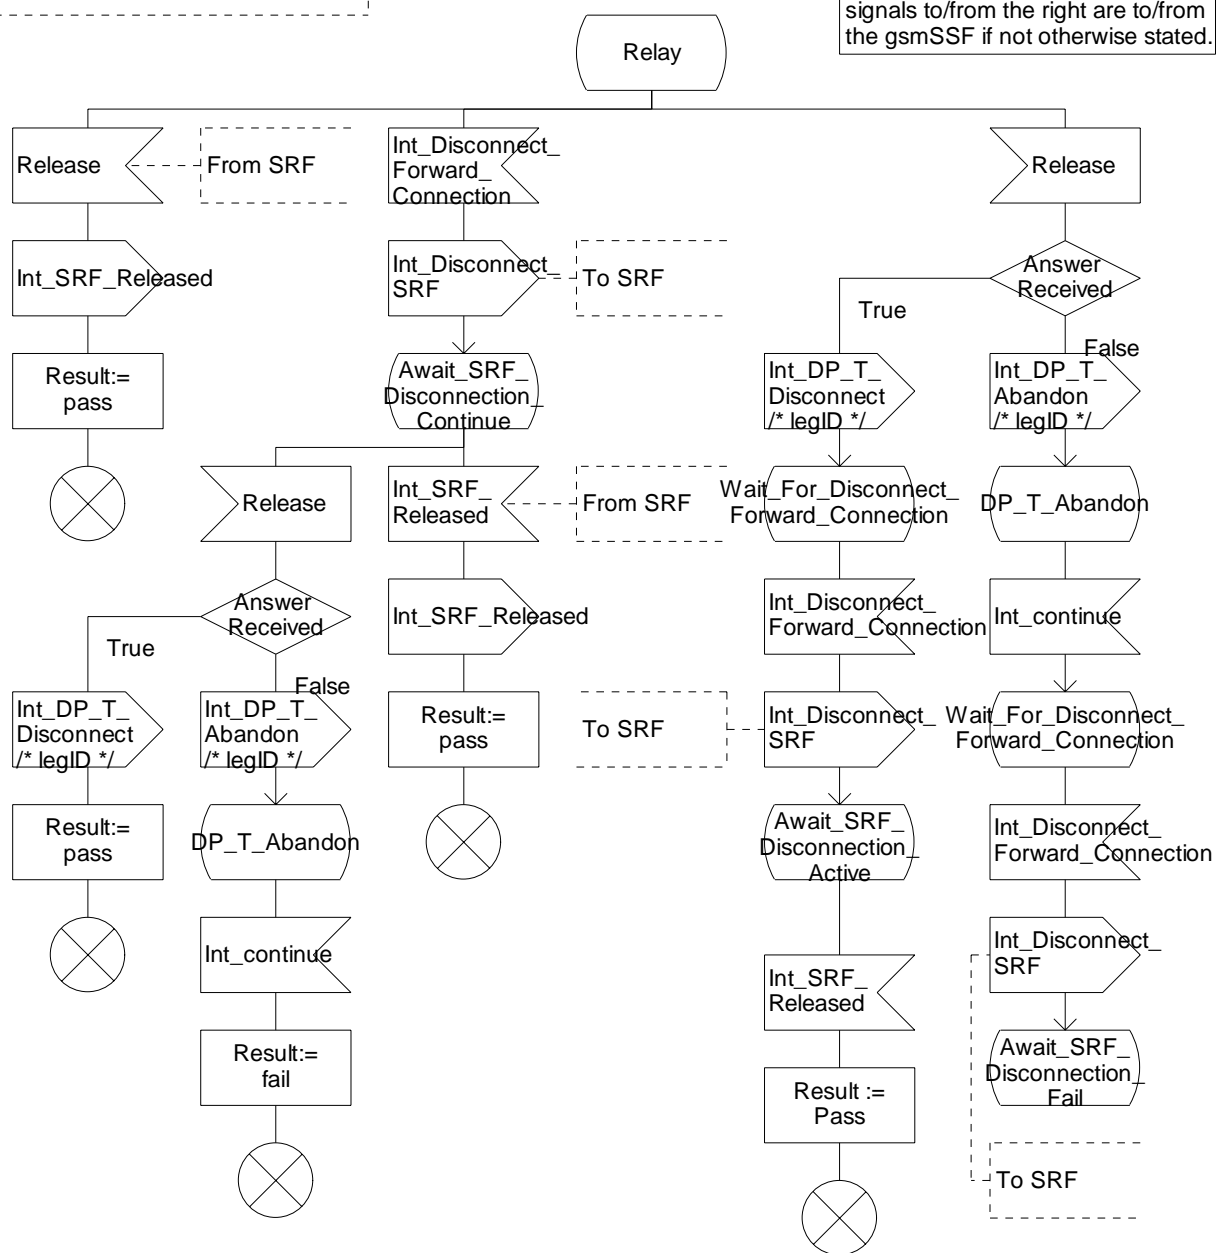 signals to/from the right are to/from
the gsmSSF if not otherwise stated.
Relay
Release
From SRF
Int_Disconnect_
Forward_
Connection
Release
Int_SRF_Released
Int_Disconnect_
SRF
To SRF
Answer
Received
True
False
Result:=
pass
Await_SRF_
Disconnection_
Continue
Int_DP_T_
Disconnect
/* legID */
Int_DP_T_
Abandon
/* legID */
Release
Int_SRF_
Released
From SRF
Wait_For_Disconnect_
Forward_Connection
DP_T_Abandon
Answer
Received
True
False
Int_SRF_Released
Int_Disconnect_
Forward_Connection
Int_continue
Int_DP_T_
Disconnect
/* legID */
Int_DP_T_
Abandon
/* legID */
Result:=
pass
To SRF
Int_Disconnect_
SRF
Wait_For_Disconnect_
Forward_Connection
Result:=
pass
DP_T_Abandon
Await_SRF_
Disconnection_
Active
Int_Disconnect_
Forward_Connection
Int_continue
Int_SRF_
Released
Int_Disconnect_
SRF
Result:=
fail
Result :=
Pass
Await_SRF_
Disconnection_
Fail
To SRF